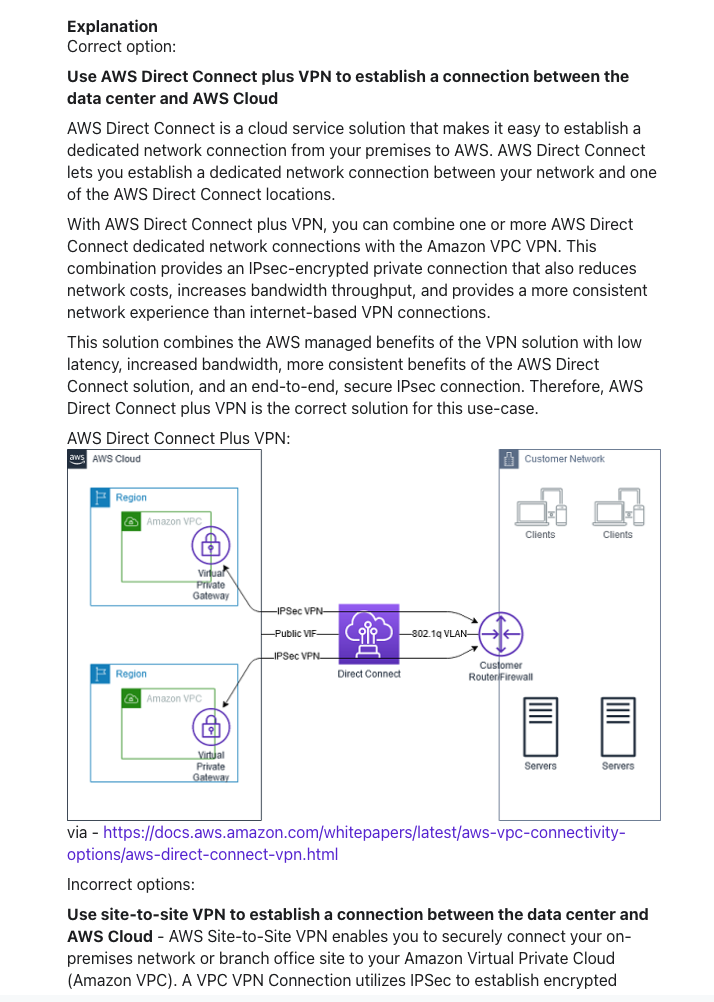 Explanation
Correct option:
Use AWS Direct Connect plus VPN to establish a connection between the
data center and AWS Cloud
AWS Direct Connect is a cloud service solution that makes it easy to establish a
dedicated network connection from your premises to AWS. AWS Direct Connect
lets you establish a dedicated network connection between your network and one
of the AWS Direct Connect locations.
With AWS Direct Connect plus VPN, you can combine one or more AWS Direct
Connect dedicated network connections with the Amazon VPC VPN. This
combination provides an IPsec-encrypted private connection that also reduces
network costs, increases bandwidth throughput, and provides a more consistent
network experience than internet-based VPN connections.
This solution combines the AWS managed benefits of the VPN solution with low
latency, increased bandwidth, more consistent benefits of the AWS Direct
Connect solution, and an end-to-end, secure IPsec connection. Therefore, AWS
Direct Connect plus VPN is the correct solution for this use-case.
AWS Direct Connect Plus VPN:
aws AWS Cloud
Customer Network
Region
Amazon VPC
Clients
Clients
Virtual
Private
Gateway
IPSec VPN
Public VIF
802.1q VLAN
IPSec VPN
Direct Connect
Customer
Router/Firewall
Region
Amazon VPC
Virtual
Private
Gateway
Servers
Servers
via - https://docs.aws.amazon.com/whitepapers/latest/aws-vpc-connectivity-
options/aws-direct-connect-vpn.html
Incorrect options:
Use site-to-site VPN to establish a connection between the data center and
AWS Cloud - AWS Site-to-Site VPN enables you to securely connect your on-
premises network or branch office site to your Amazon Virtual Private Cloud
(Amazon VPC). A VPC VPN Connection utilizes IPSec to establish encrypted